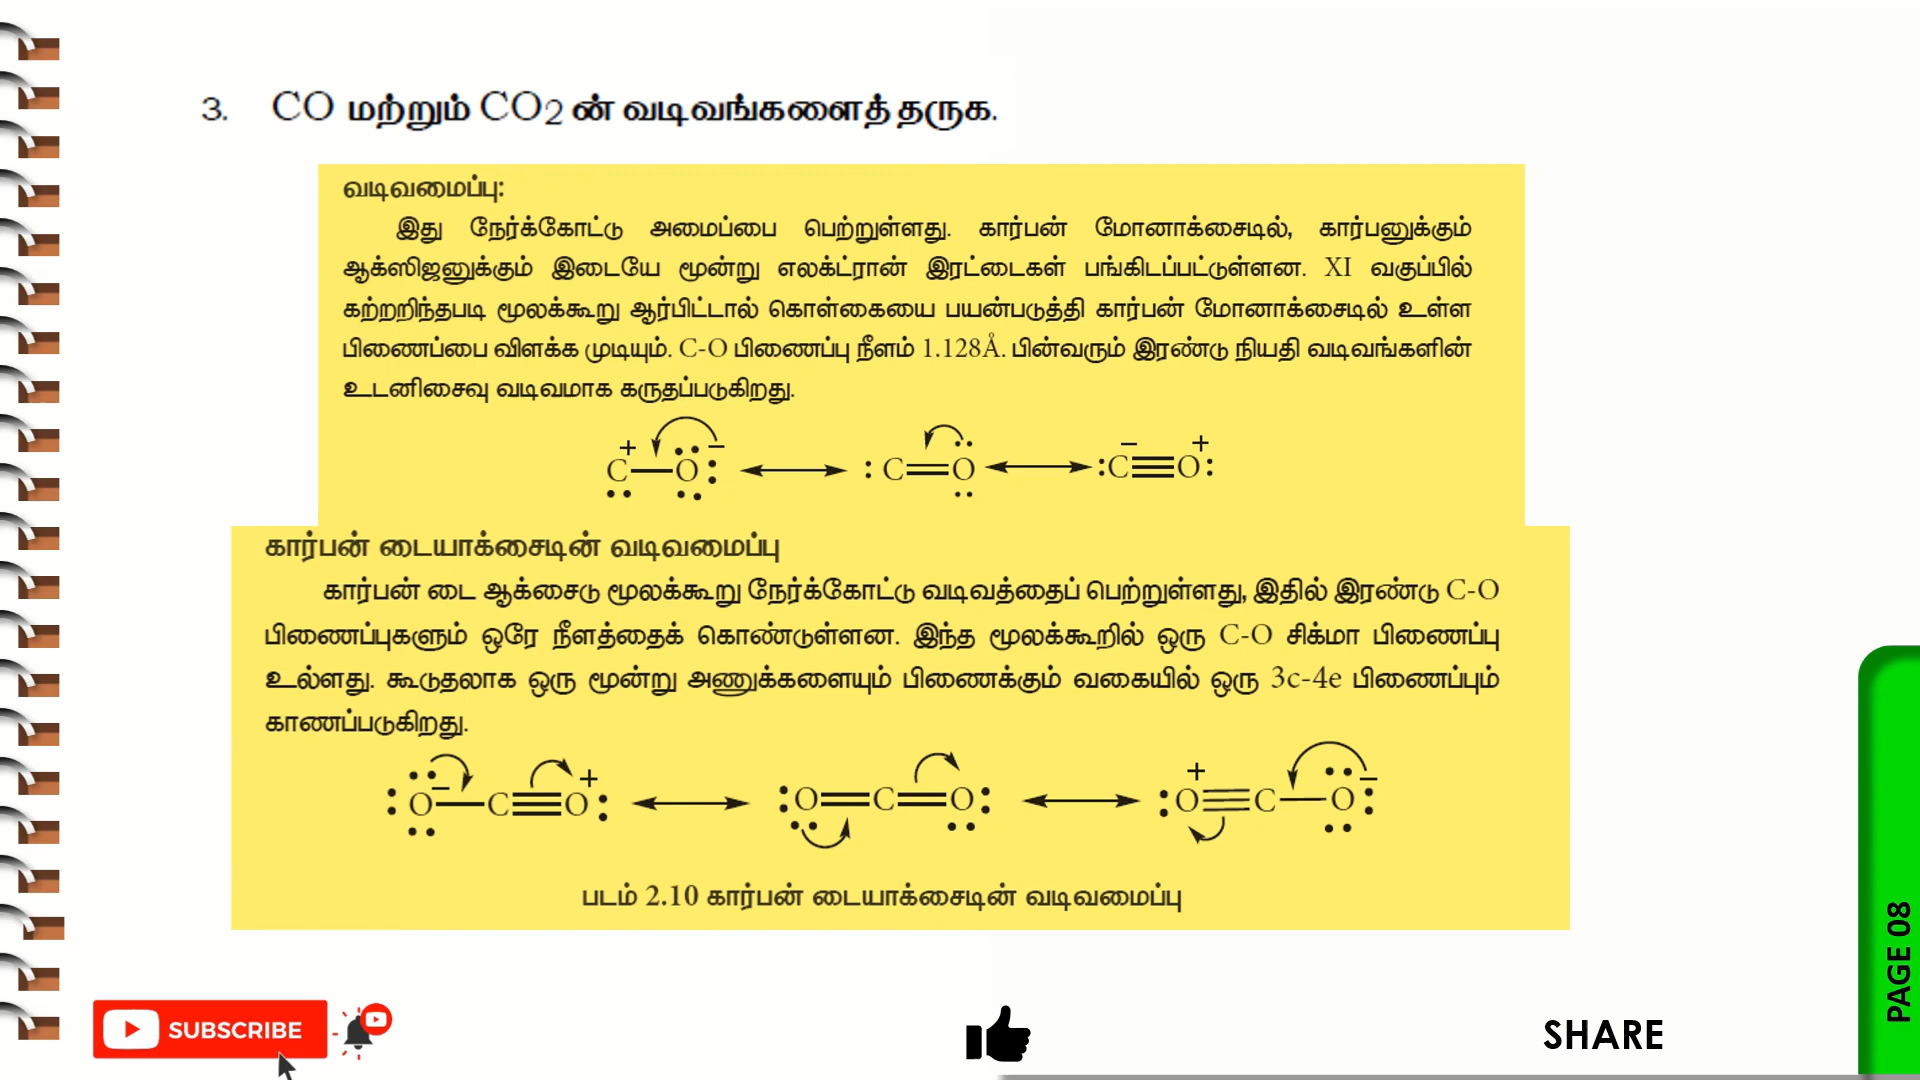 3. CO மற்றும் CO2 ன் வடிவங்களைத் தருக.
வடிவமைப்பு:
இது நேர்க்கோட்டு அமைப்பை பெற்றுள்ளது. கார்பன் மோனாக்சைடில், கார்பனுக்கும்
ஆக்ஸிஜனுக்கும் இடையே மூன்று எலக்ட்ரான் இரட்டைகள் பங்கிடப்பட்டுள்ளன. XI வகுப்பில்
கற்றறிந்தபடி மூலக்கூறு ஆர்பிட்டால் கொள்கையை பயன்படுத்தி கார்பன் மோனாக்சைடில் உள்ள
பிணைப்பை விளக்க முடியும். C-O பிணைப்பு நீளம் 1.128Å. பின்வரும் இரண்டு நியதி வடிவங்களின்
உடனிசைவு வடிவமாக கருதப்படுகிறது.
C+—O− ⟷ :C=O ⟷ :C−≡O+:
கார்பன் டையாக்சைடின் வடிவமைப்பு
கார்பன் டை ஆக்சைடு மூலக்கூறு நேர்க்கோட்டு வடிவத்தைப் பெற்றுள்ளது, இதில் இரண்டு C-O
பிணைப்புகளும் ஒரே நீளத்தைக் கொண்டுள்ளன. இந்த மூலக்கூறில் ஒரு C-O சிக்மா பிணைப்பு
உல்ளது. கூடுதலாக ஒரு மூன்று அணுக்களையும் பிணைக்கும் வகையில் ஒரு 3c-4e பிணைப்பும்
காணப்படுகிறது.
:O−—C≡O+: ⟷ :O=C=O: ⟷ :O+≡C—O−:
படம் 2.10 கார்பன் டையாக்சைடின் வடிவமைப்பு
PAGE 08
SUBSCRIBE
SHARE